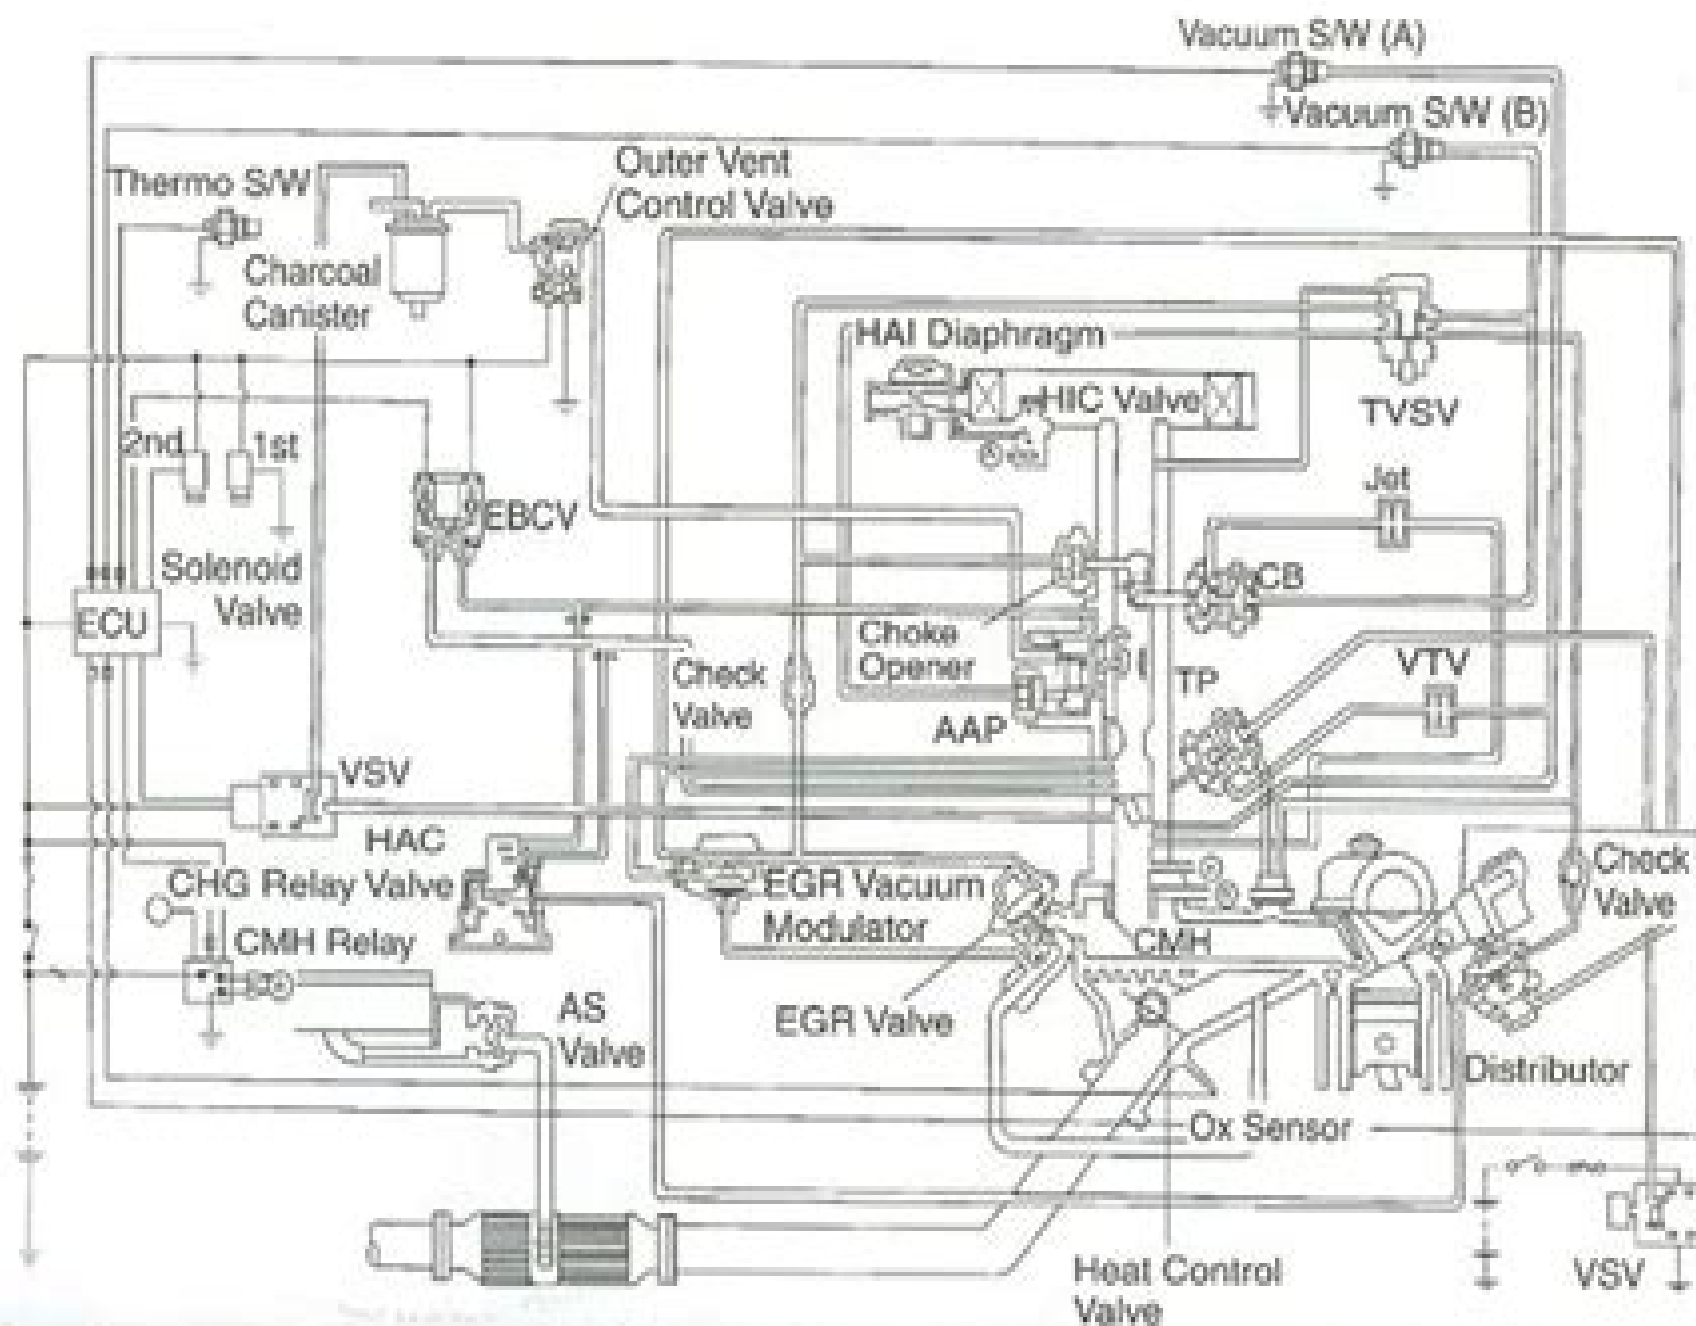 Vacuum S/W (A)
Vacuum S/W (B)
Outer Vent
Control Valve
Thermo S/W
Charcoal
Canister
HAI Diaphragm
HIC Valve
TVSV
2nd
1st
Jet
EBCV
Solenoid
Valve
CB
ECU
Choke
Opener
Check
Valve
TP
VTV
AAP
VSV
HAC
CHG Relay Valve
EGR Vacuum
Modulator
Check
Valve
CMH Relay
CMH
AS
Valve
EGR Valve
Distributor
Ox Sensor
Heat Control
Valve
VSV